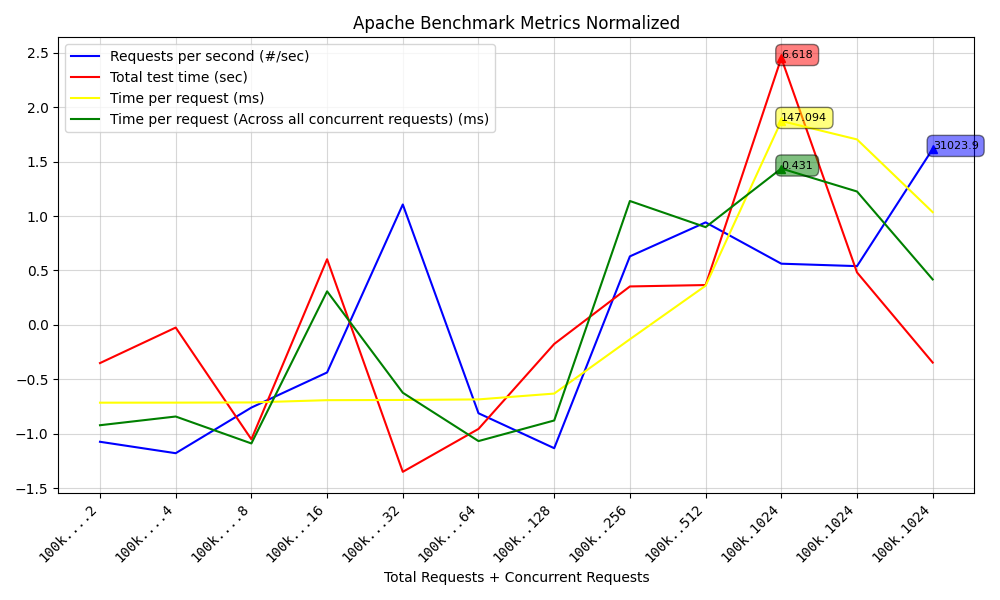 Apache Benchmark Metrics Normalized
Requests per second (#/sec)
Total test time (sec)
Time per request (ms)
Time per request (Across all concurrent requests) (ms)
6.618
147.094
0.431
31023.9
2.5
2.0
1.5
1.0
0.5
0.0
−0.5
−1.0
−1.5
100k....2
100k....4
100k....8
100k...16
100k...32
100k...64
100k..128
100k..256
100k..512
100k.1024
100k.1024
100k.1024
Total Requests + Concurrent Requests